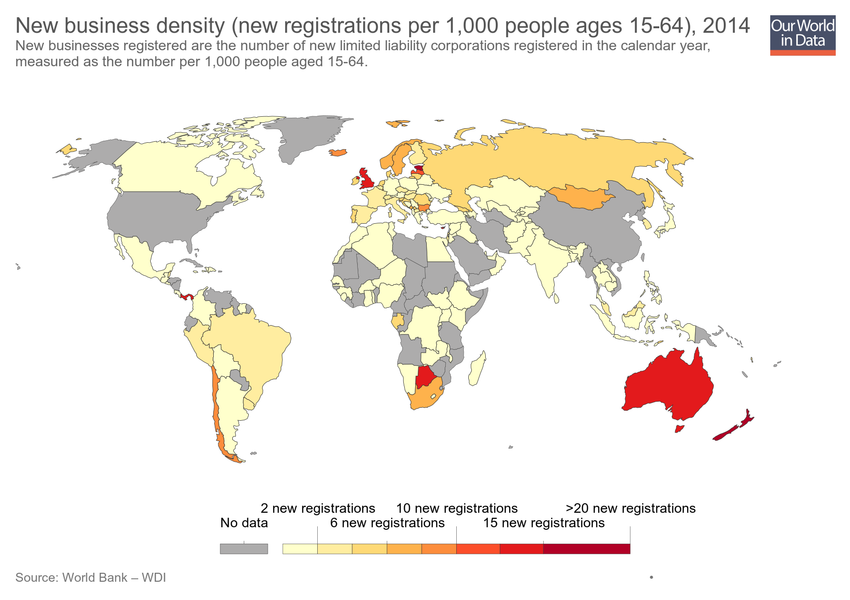 New business density (new registrations per 1,000 people ages 15-64), 2014
New businesses registered are the number of new limited liability corporations registered in the calendar year,
measured as the number per 1,000 people aged 15-64.
Our World
in Data
2 new registrations
10 new registrations
>20 new registrations
No data
6 new registrations
15 new registrations
Source: World Bank – WDI